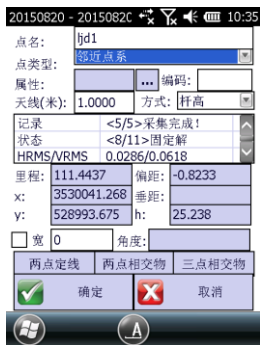 20150820 - 2015082C 10:35
点名: ljd1
点类型: 邻近点系
属性: ... 编码:
天线(米): 1.0000 方式: 杆高
记录 <5/5>采集完成!
状态 <8/11>固定解
HRMS/VRMS 0.0286/0.0618
里程: 111.4437 偏距: -0.8233
x: 3530041.268 垂距:
y: 528993.675 h: 25.238
宽 0 角度:
两点定线 两点相交物 三点相交物
确定 取消
A